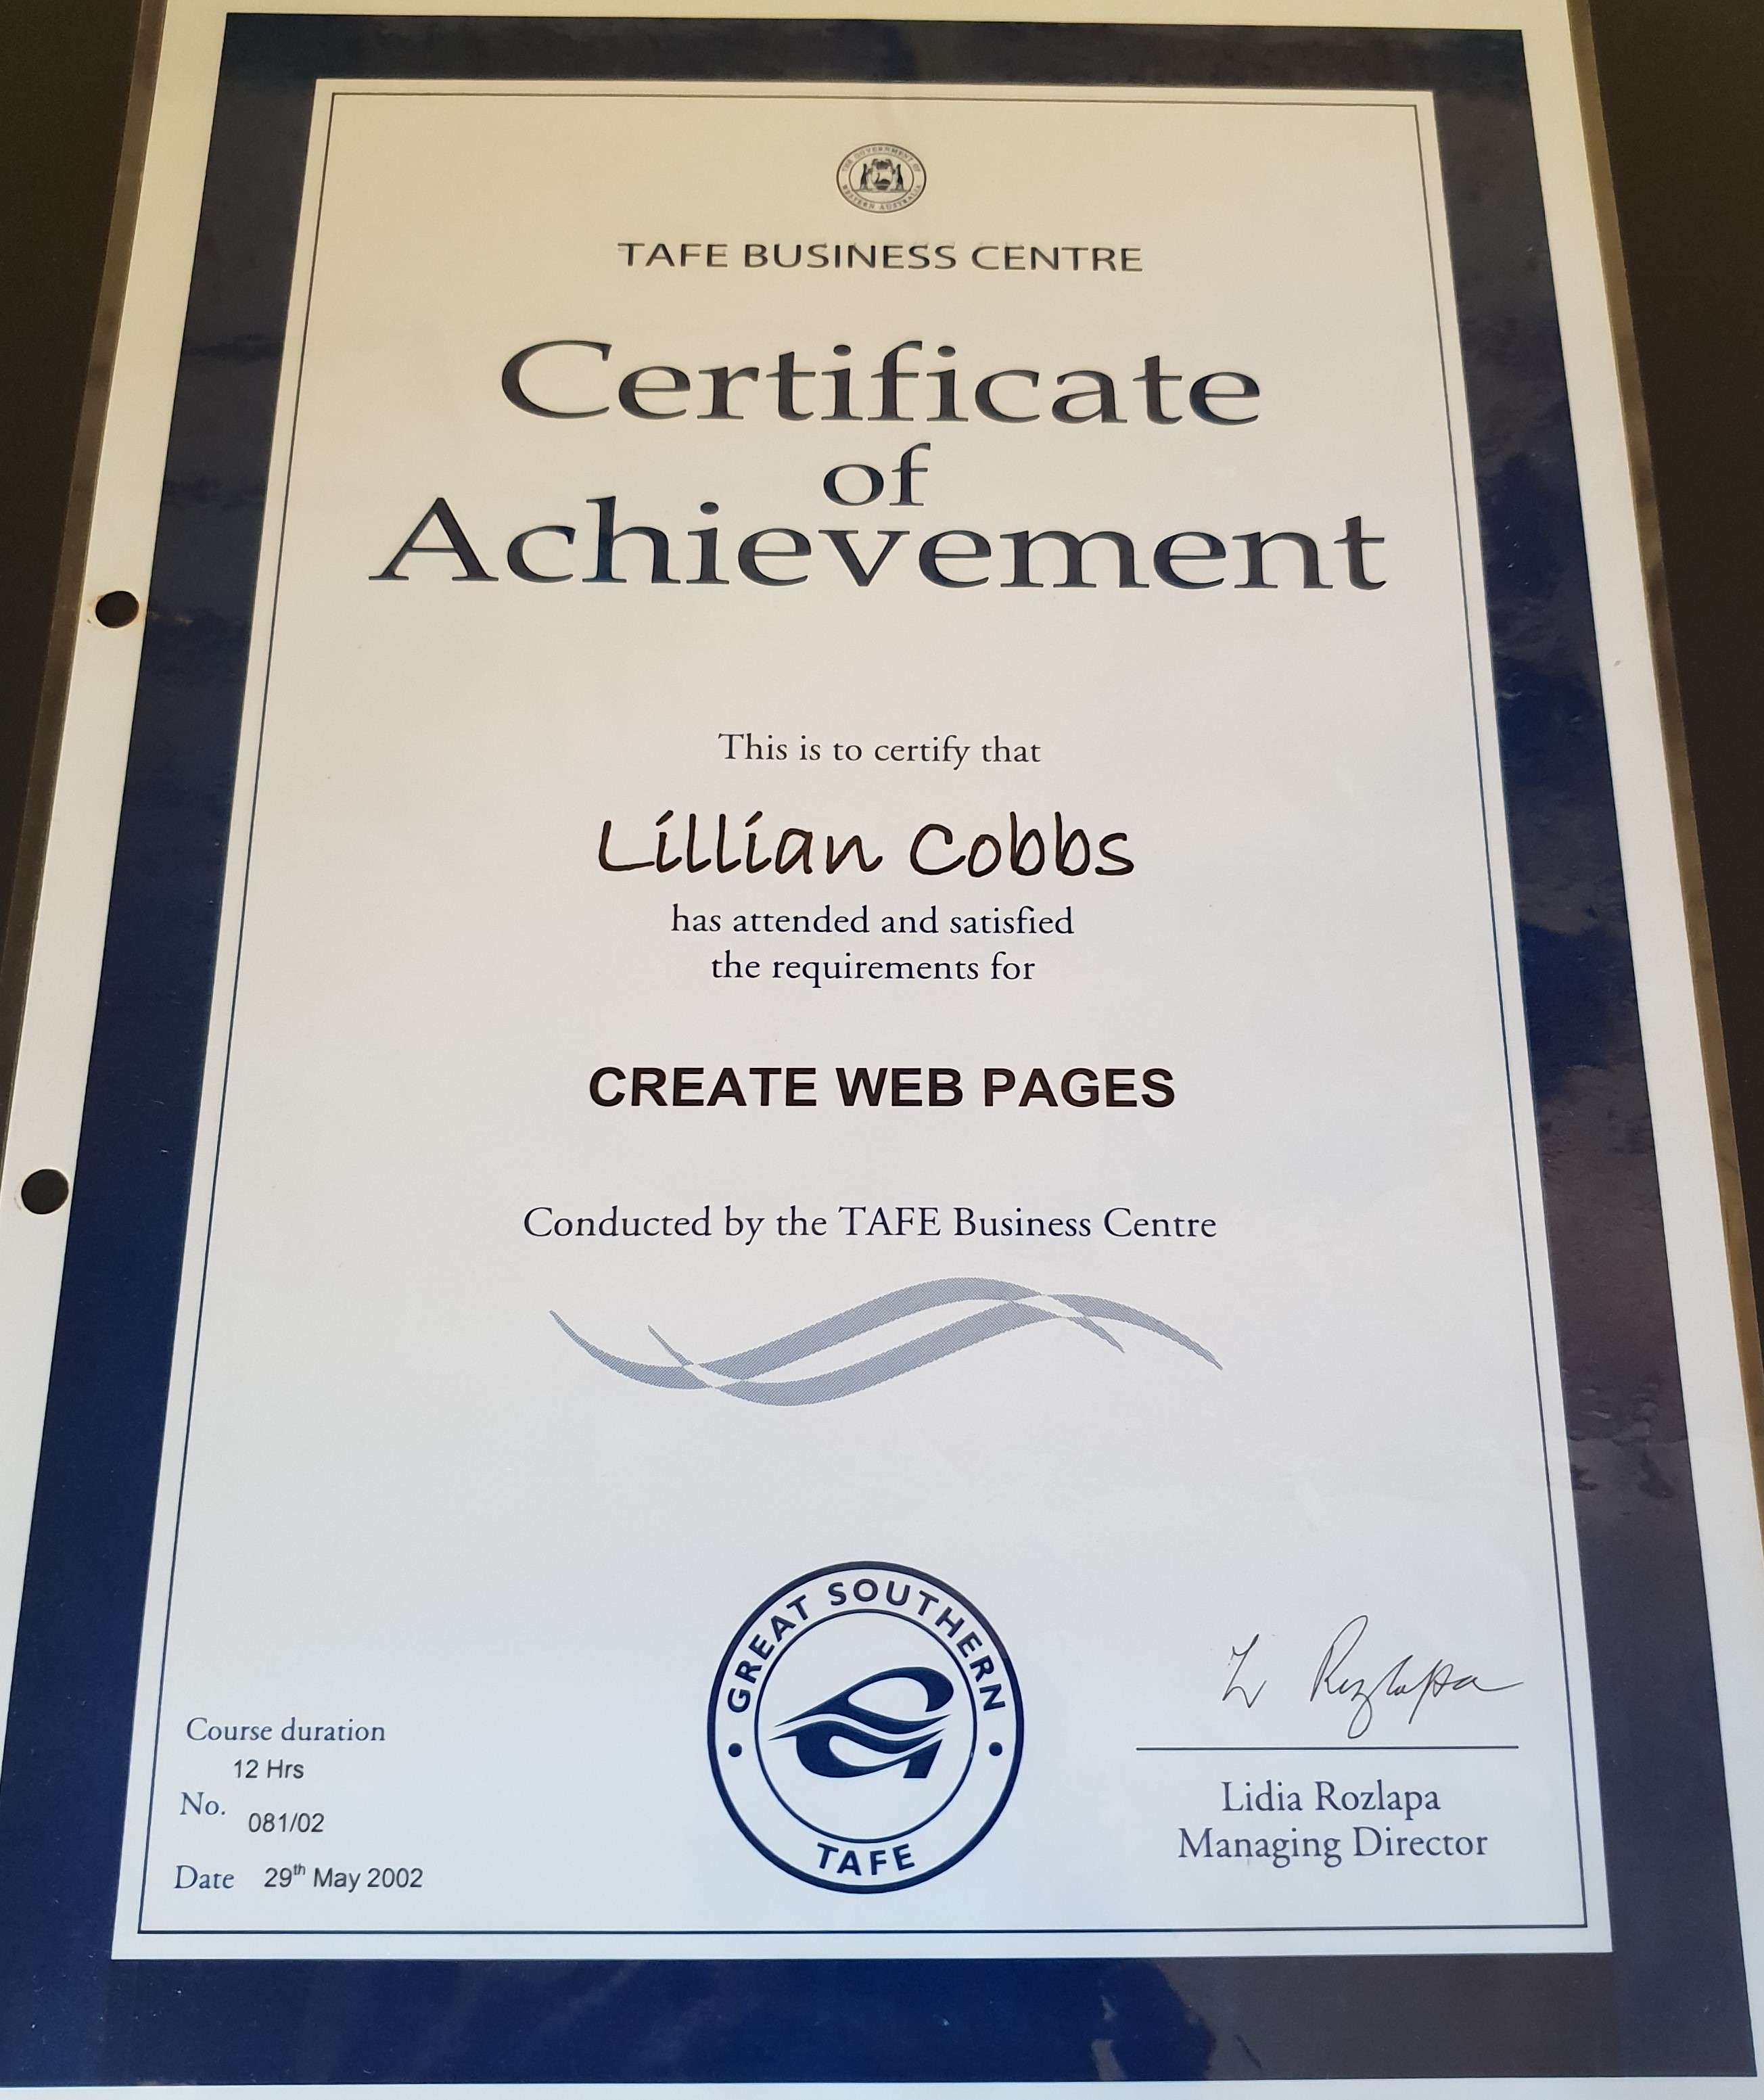 THE GOVERNMENT OF
WESTERN AUSTRALIA
TAFE BUSINESS CENTRE
Certificate
of
Achievement
This is to certify that
Lillian Cobbs
has attended and satisfied
the requirements for
CREATE WEB PAGES
Conducted by the TAFE Business Centre
GREAT SOUTHERN
TAFE
Course duration
12 Hrs
No. 081/02
Date 29th May 2002
L Rozlapa
Lidia Rozlapa
Managing Director